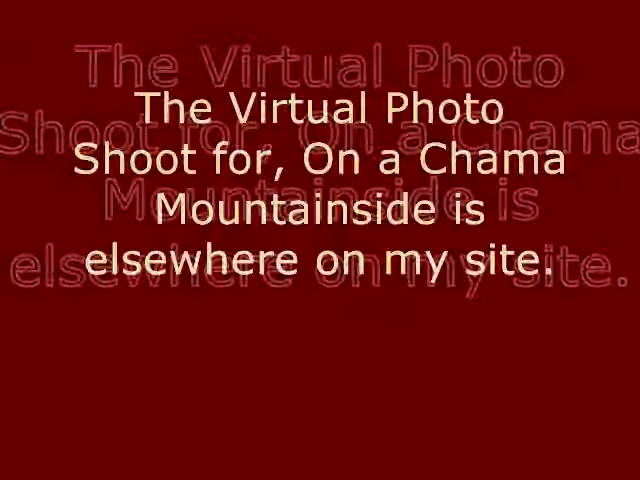 The Virtual Photo
Shoot for, On a Chama
Mountainside is
elsewhere on my site.